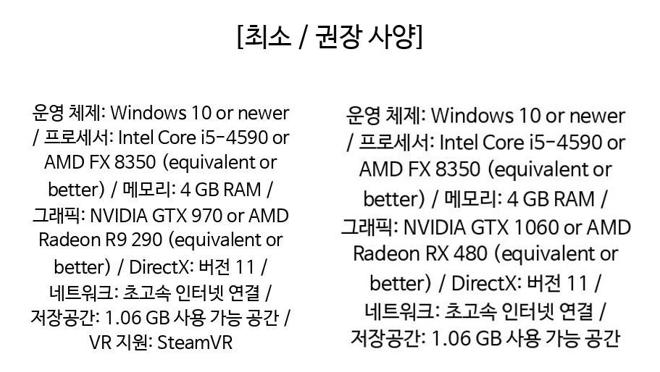 [최소 / 권장 사양]
운영 체제: Windows 10 or newer
/ 프로세서: Intel Core i5-4590 or
AMD FX 8350 (equivalent or
better) / 메모리: 4 GB RAM /
그래픽: NVIDIA GTX 970 or AMD
Radeon R9 290 (equivalent or
better) / DirectX: 버전 11 /
네트워크: 초고속 인터넷 연결 /
저장공간: 1.06 GB 사용 가능 공간 /
VR 지원: SteamVR
운영 체제: Windows 10 or newer
/ 프로세서: Intel Core i5-4590 or
AMD FX 8350 (equivalent or
better) / 메모리: 4 GB RAM /
그래픽: NVIDIA GTX 1060 or AMD
Radeon RX 480 (equivalent or
better) / DirectX: 버전 11 /
네트워크: 초고속 인터넷 연결 /
저장공간: 1.06 GB 사용 가능 공간